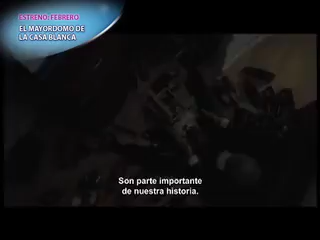 ESTRENO: FEBRERO
EL MAYORDOMO DE
LA CASA BLANCA
Son parte importante
de nuestra historia.